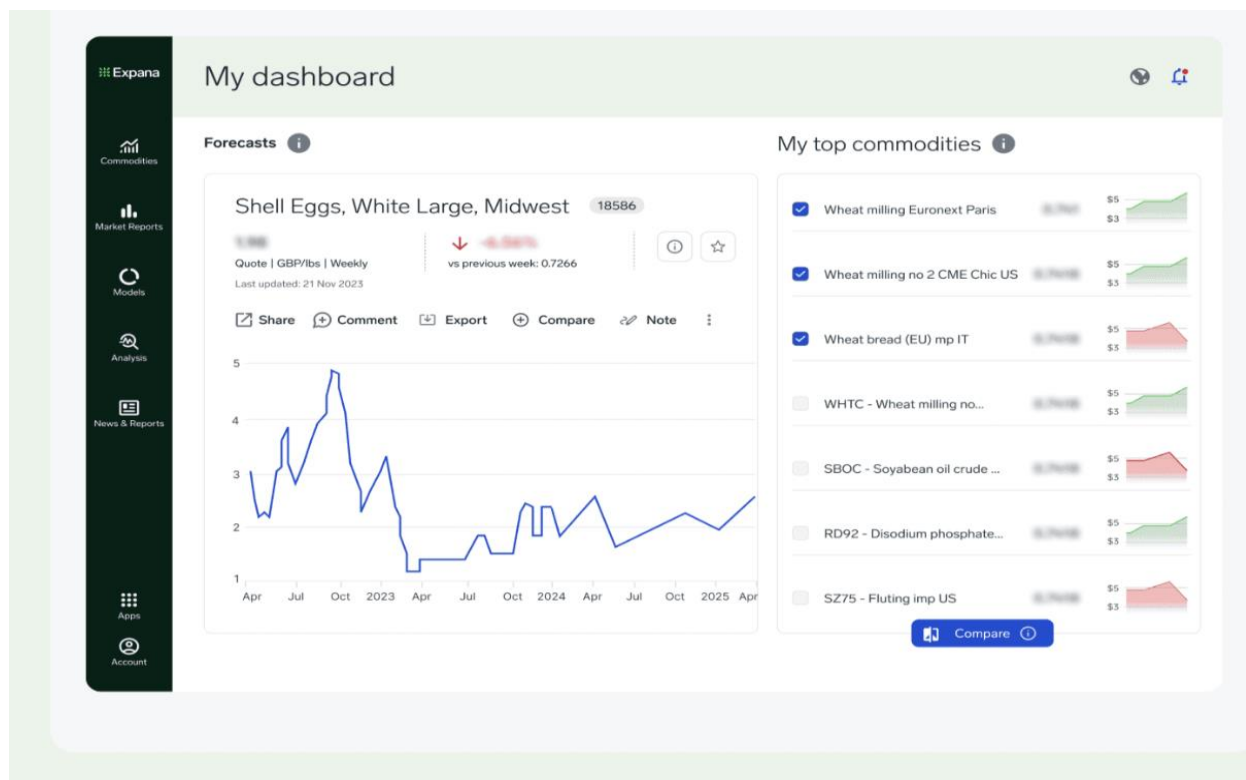 Expana
My dashboard
Commodities
Market Reports
Models
Analysis
News & Reports
Apps
Account
Forecasts i
Shell Eggs, White Large, Midwest 18586
Quote | GBP/lbs | Weekly
vs previous week: 0.7266
Last updated: 21 Nov 2023
Share Comment Export Compare Note
5
4
3
2
1
Apr Jul Oct 2023 Apr Jul Oct 2024 Apr Jul Oct 2025 Apr
My top commodities i
Wheat milling Euronext Paris $5
$3
Wheat milling no 2 CME Chic US $5
$3
Wheat bread (EU) mp IT $5
$3
WHTC - Wheat milling no... $5
$3
SBOC - Soyabean oil crude ... $5
$3
RD92 - Disodium phosphate... $5
$3
SZ75 - Fluting imp US $5
$3
Compare i